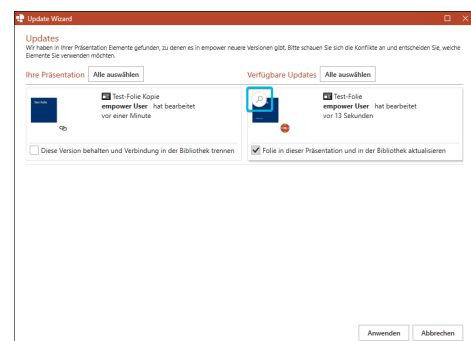 Update Wizard
Updates
Wir haben in Ihrer Präsentation Elemente gefunden, zu denen es in empower neuere Versionen gibt. Bitte schauen Sie sich die Konflikte an und entscheiden Sie, welche
Elemente Sie verwenden möchten.
Ihre Präsentation Alle auswählen
Verfügbare Updates Alle auswählen
Test-Folie
Test-Folie Kopie
empower User hat bearbeitet
vor einer Minute
Diese Version behalten und Verbindung in der Bibliothek trennen
Test-Folie
empower User hat bearbeitet
vor 13 Sekunden
Folie in dieser Präsentation und in der Bibliothek aktualisieren
Anwenden Abbrechen